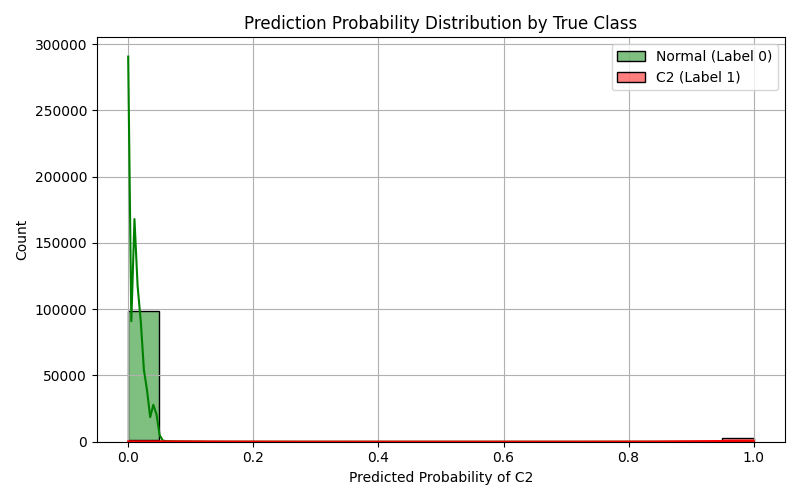 Prediction Probability Distribution by True Class
300000
250000
200000
150000
100000
50000
0
Count
Normal (Label 0)
C2 (Label 1)
0.0 0.2 0.4 0.6 0.8 1.0
Predicted Probability of C2